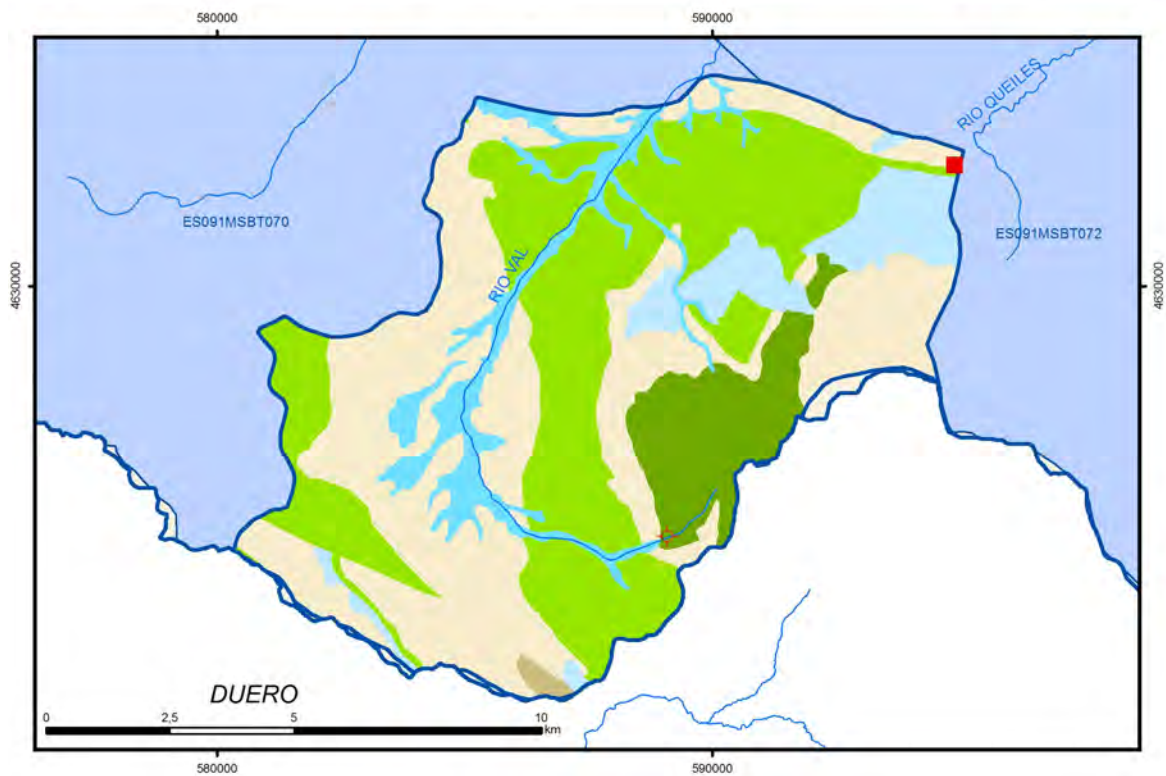 580000
590000
RIO QUEILES
ES091MSBT070
ES091MSBT072
4630000
4630000
RIO VAL
DUERO
0
2,5
5
10
km
580000
590000